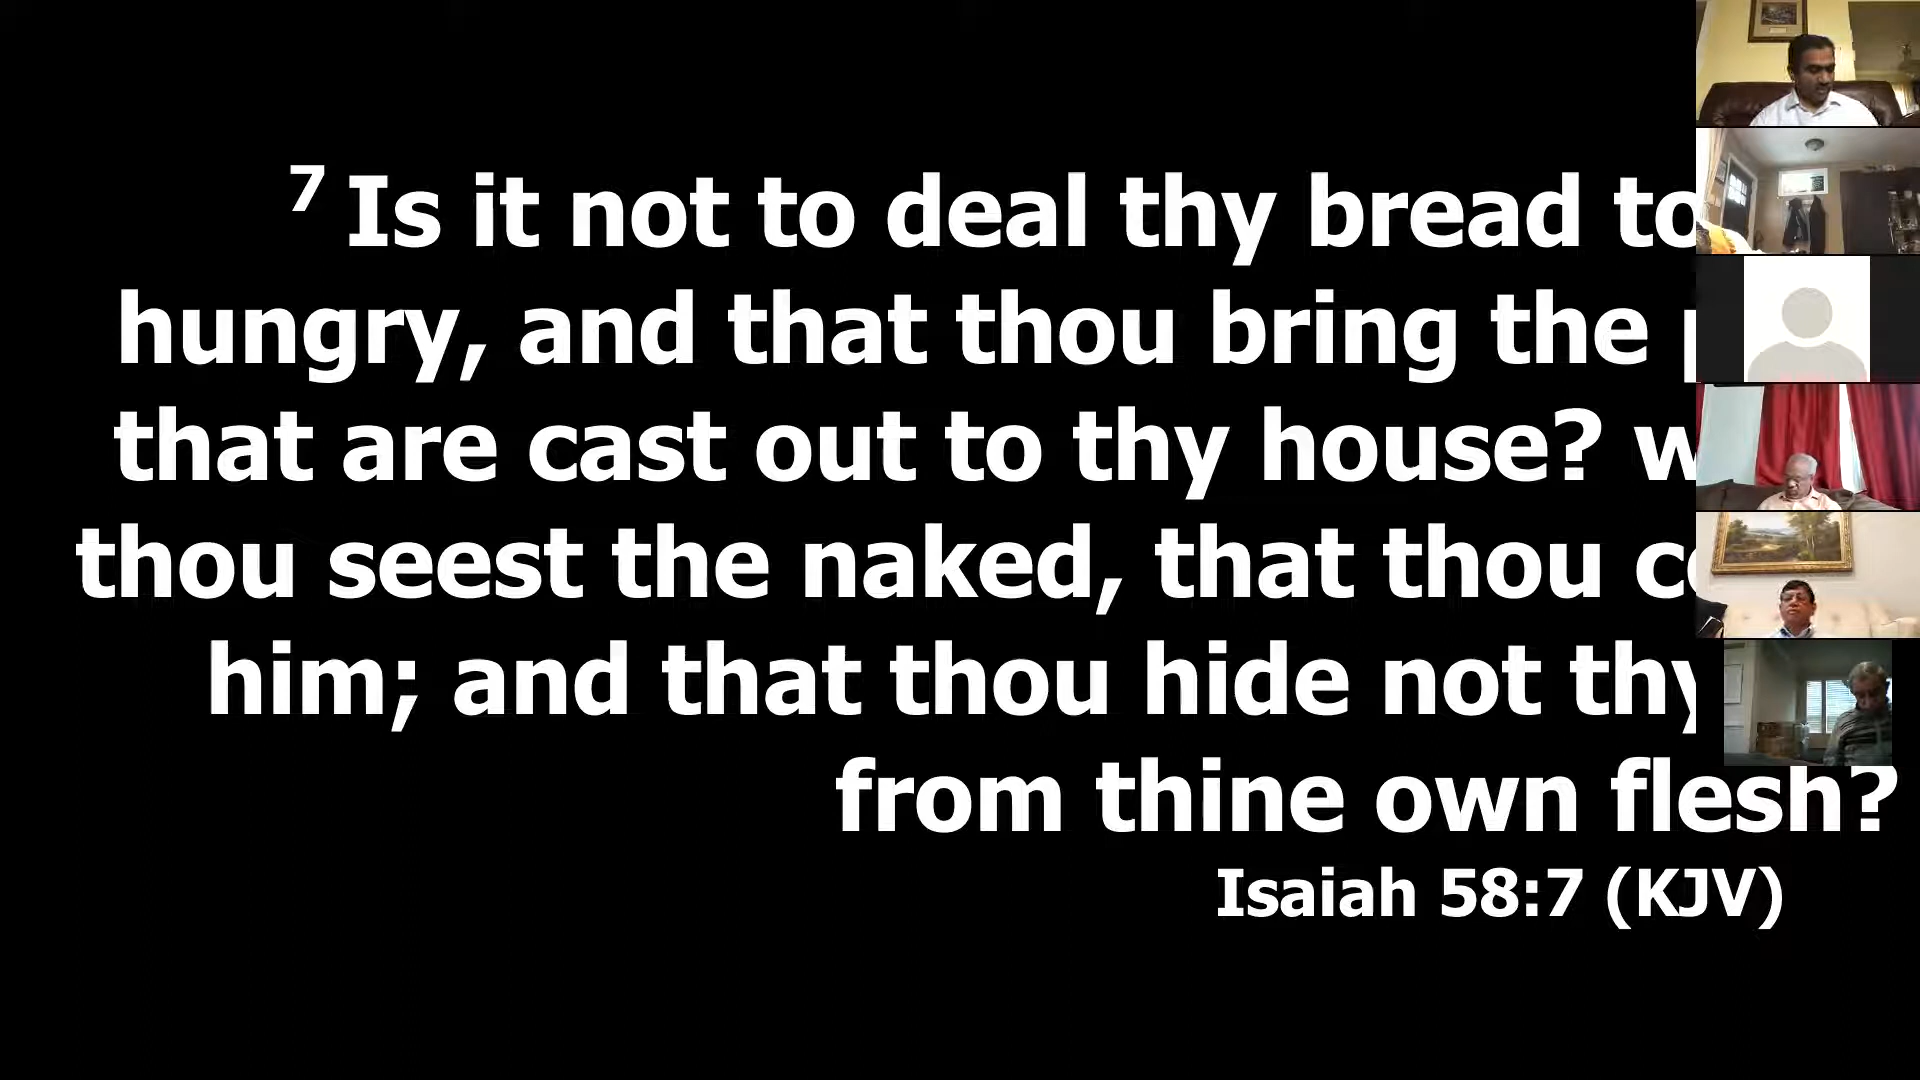 7 Is it not to deal thy bread to
hungry, and that thou bring the
that are cast out to thy house?
thou seest the naked, that thou
him; and that thou hide not
from thine own flesh?
Isaiah 58:7 (KJV)